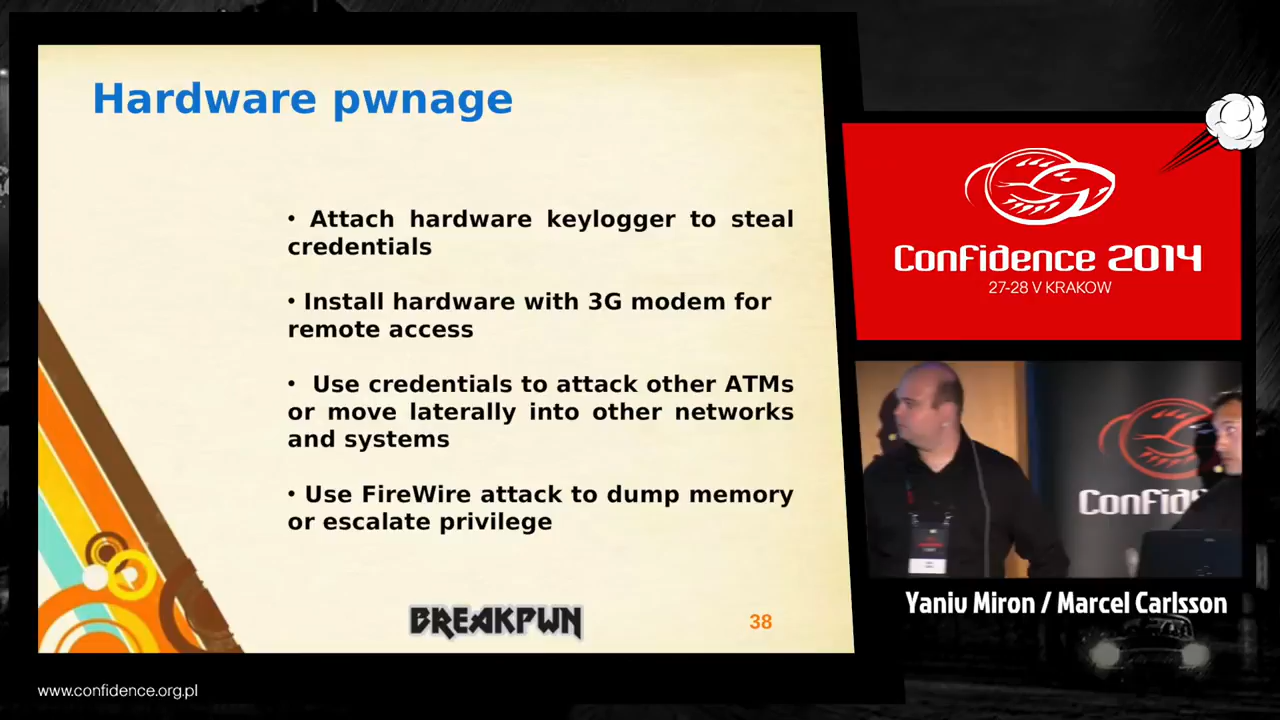 Hardware pwnage
• Attach hardware keylogger to steal
credentials
• Install hardware with 3G modem for
remote access
• Use credentials to attack other ATMs
or move laterally into other networks
and systems
• Use FireWire attack to dump memory
or escalate privilege
BREAKPWN
38
ConFidence 2014
27-28 V KRAKOW
ConFid
Yaniv Miron / Marcel Carlsson
www.confidence.org.pl